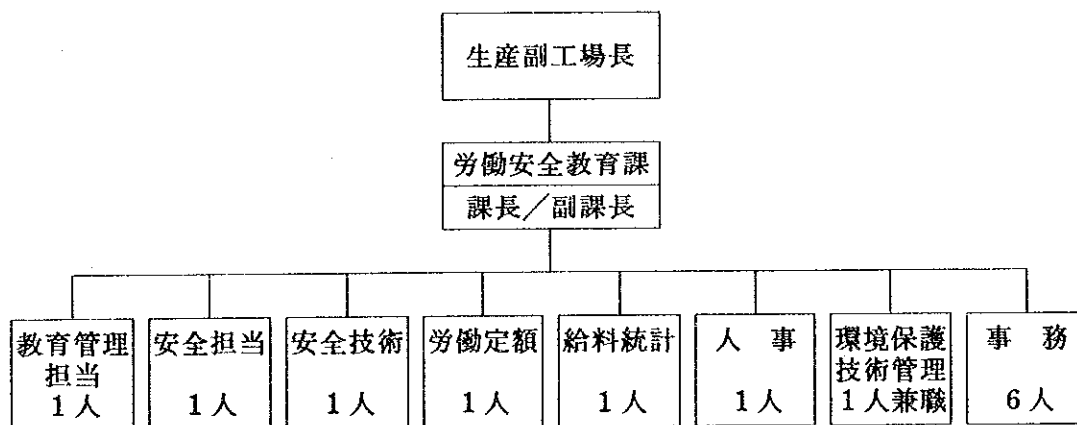 生産副工場長
労働安全教育課
課長／副課長
教育管理
担当
1人
安全担当
1人
安全技術
1人
労働定額
1人
給料統計
1人
人 事
1人
環境保護
技術管理
1人兼職
事 務
6人